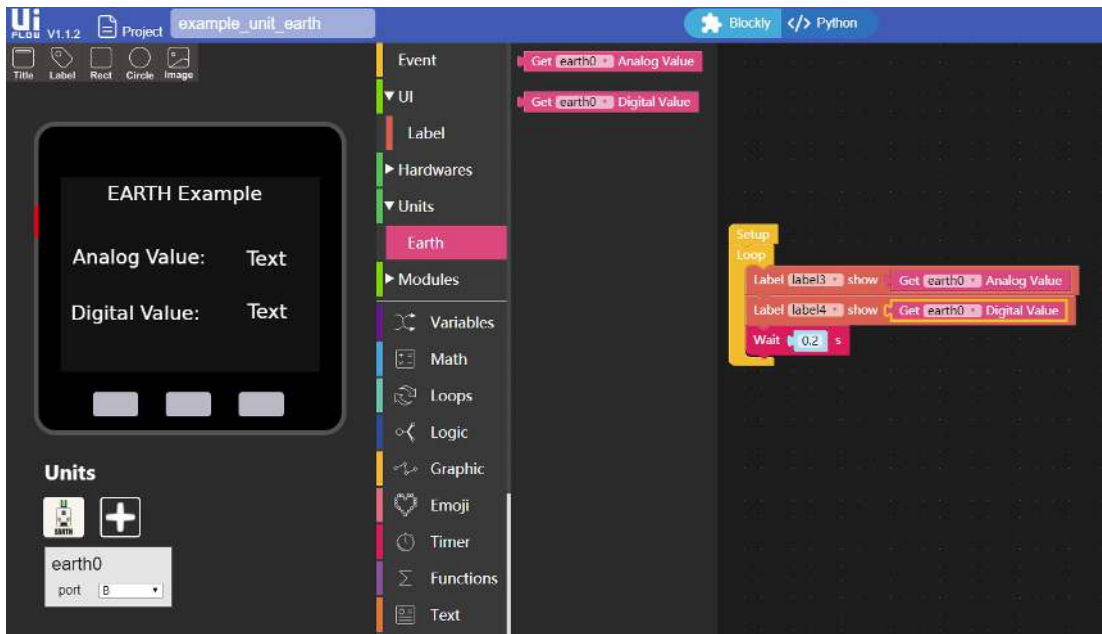 Ui
FLOW V1.1.2 Project example_unit_earth Blockly </> Python
Title Label Rect Circle Image
EARTH Example
Analog Value: Text
Digital Value: Text
Units
EARTH
earth0
port B
Event
UI
Label
Hardwares
Units
Earth
Modules
Variables
Math
Loops
Logic
Graphic
Emoji
Timer
Functions
Text
Get earth0 Analog Value
Get earth0 Digital Value
Setup
Loop
Label label3 show Get earth0 Analog Value
Label label4 show Get earth0 Digital Value
Wait 0.2 s